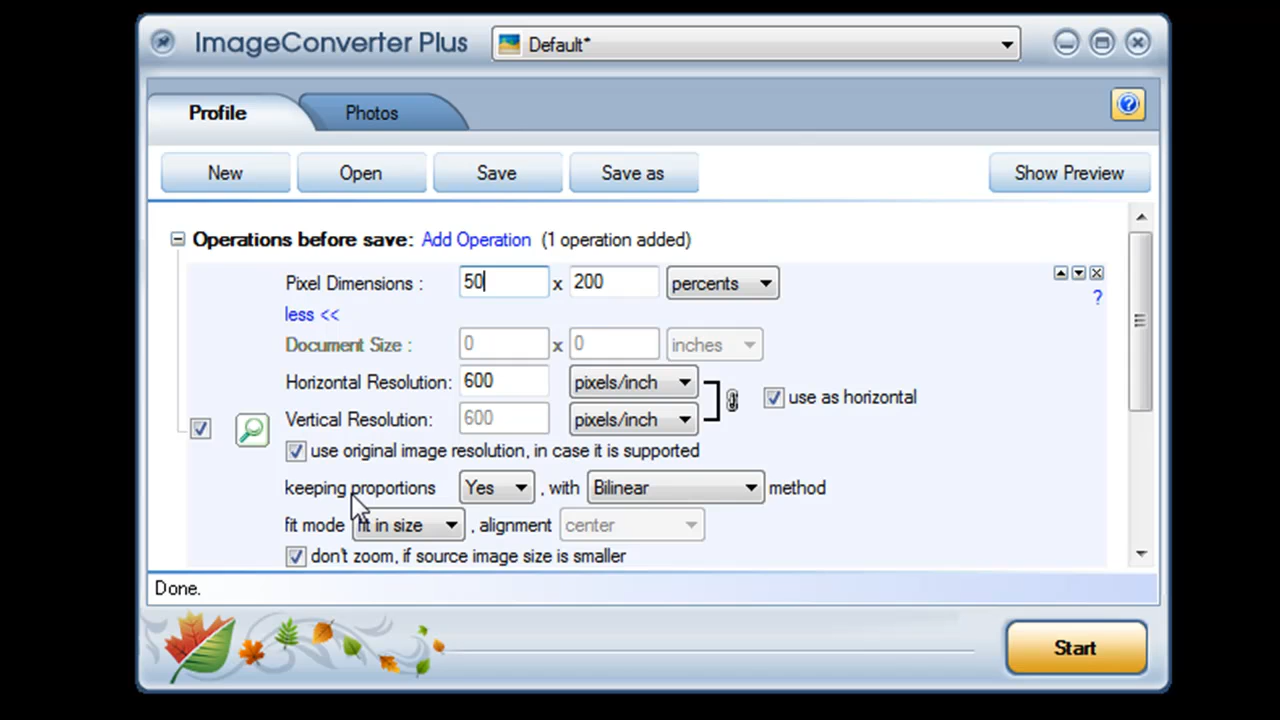 ImageConverter Plus Default*
Profile Photos
New Open Save Save as Show Preview
Operations before save: Add Operation (1 operation added)
Pixel Dimensions : 50 x 200 percents
less << ?
Document Size : 0 x 0 inches
Horizontal Resolution: 600 pixels/inch
use as horizontal
Vertical Resolution: 600 pixels/inch
use original image resolution, in case it is supported
keeping proportions Yes , with Bilinear method
fit mode fit in size , alignment center
don't zoom, if source image size is smaller
Done.
Start